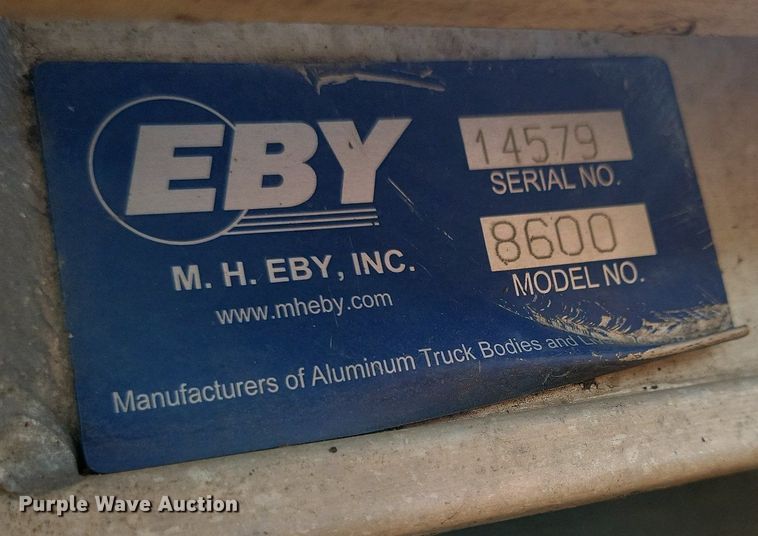 EBY
M. H. EBY, INC.
www.mheby.com
14579
SERIAL NO.
8600
MODEL NO.
Manufacturers of Aluminum Truck Bodies and
Purple Wave Auction